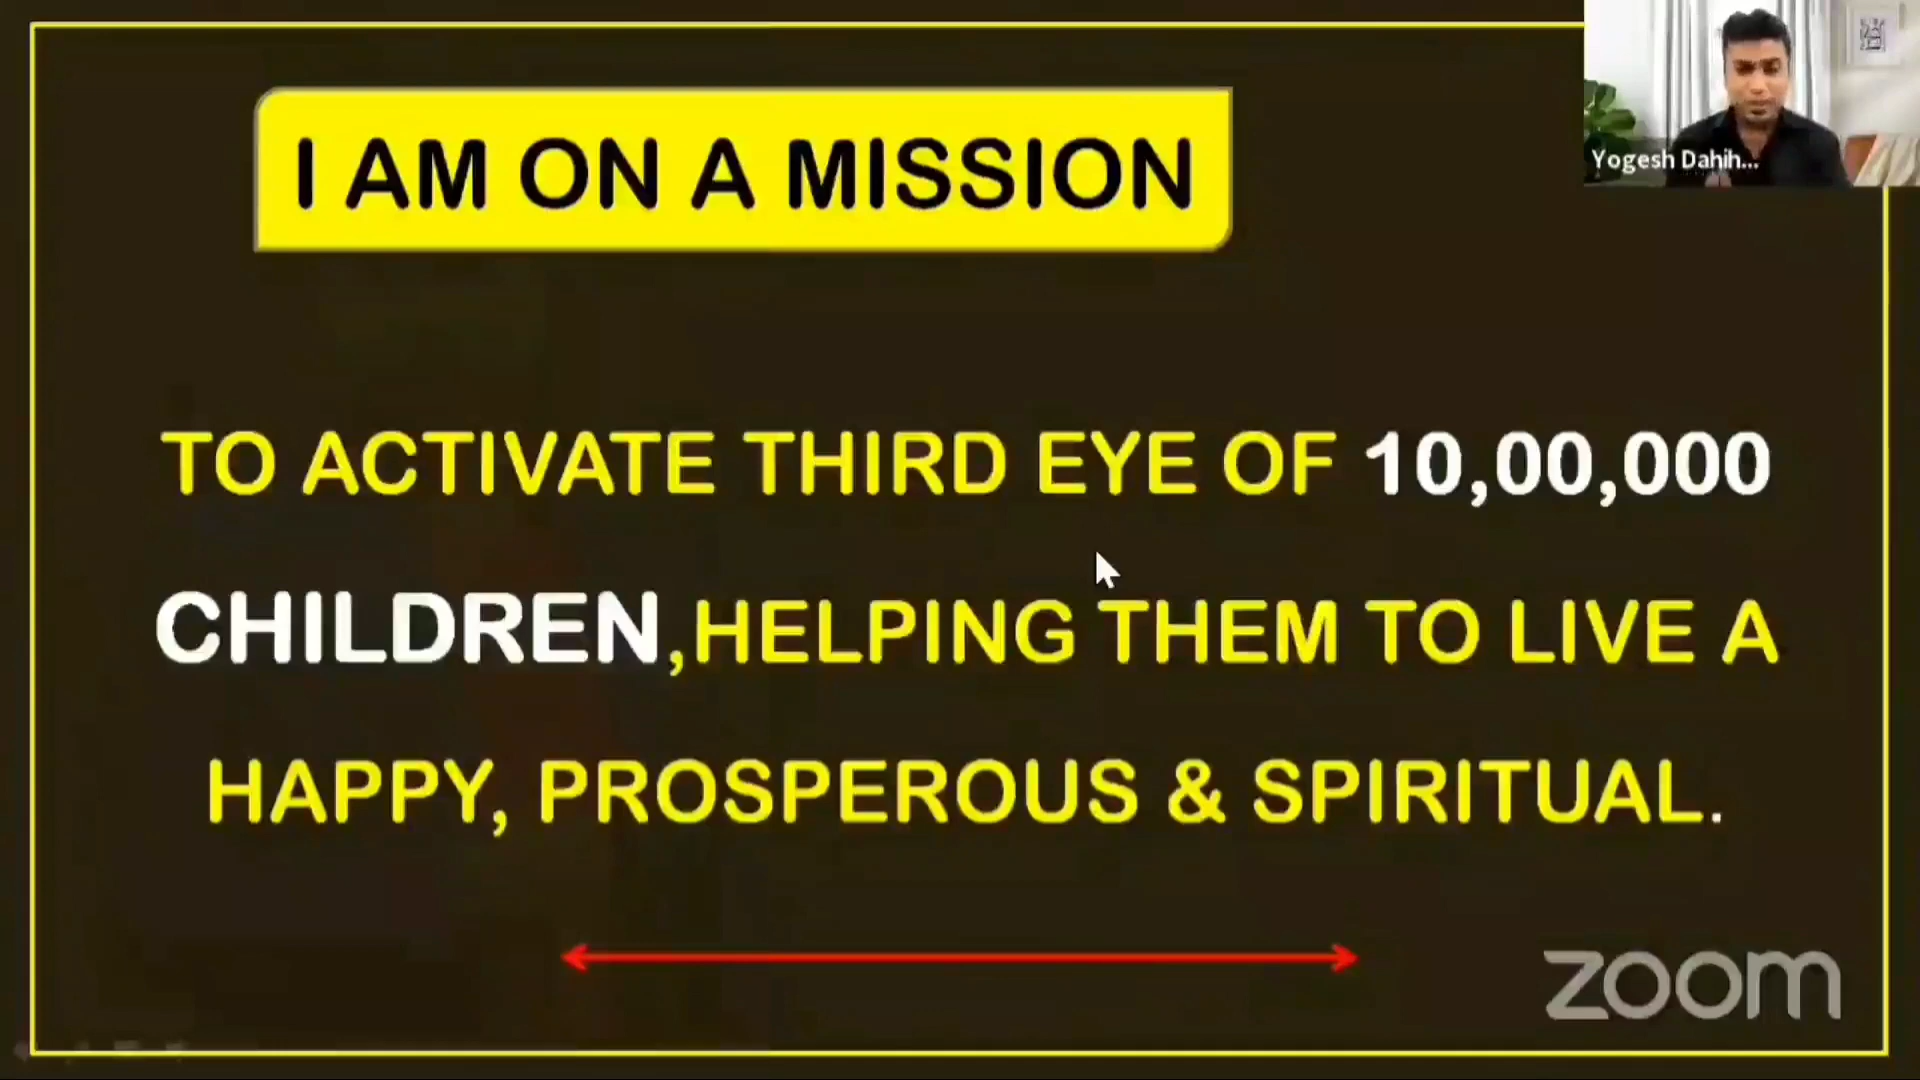 I AM ON A MISSION
Yogesh Dahih...
TO ACTIVATE THIRD EYE OF 10,00,000
CHILDREN,HELPING THEM TO LIVE A
HAPPY, PROSPEROUS & SPIRITUAL.
zoom